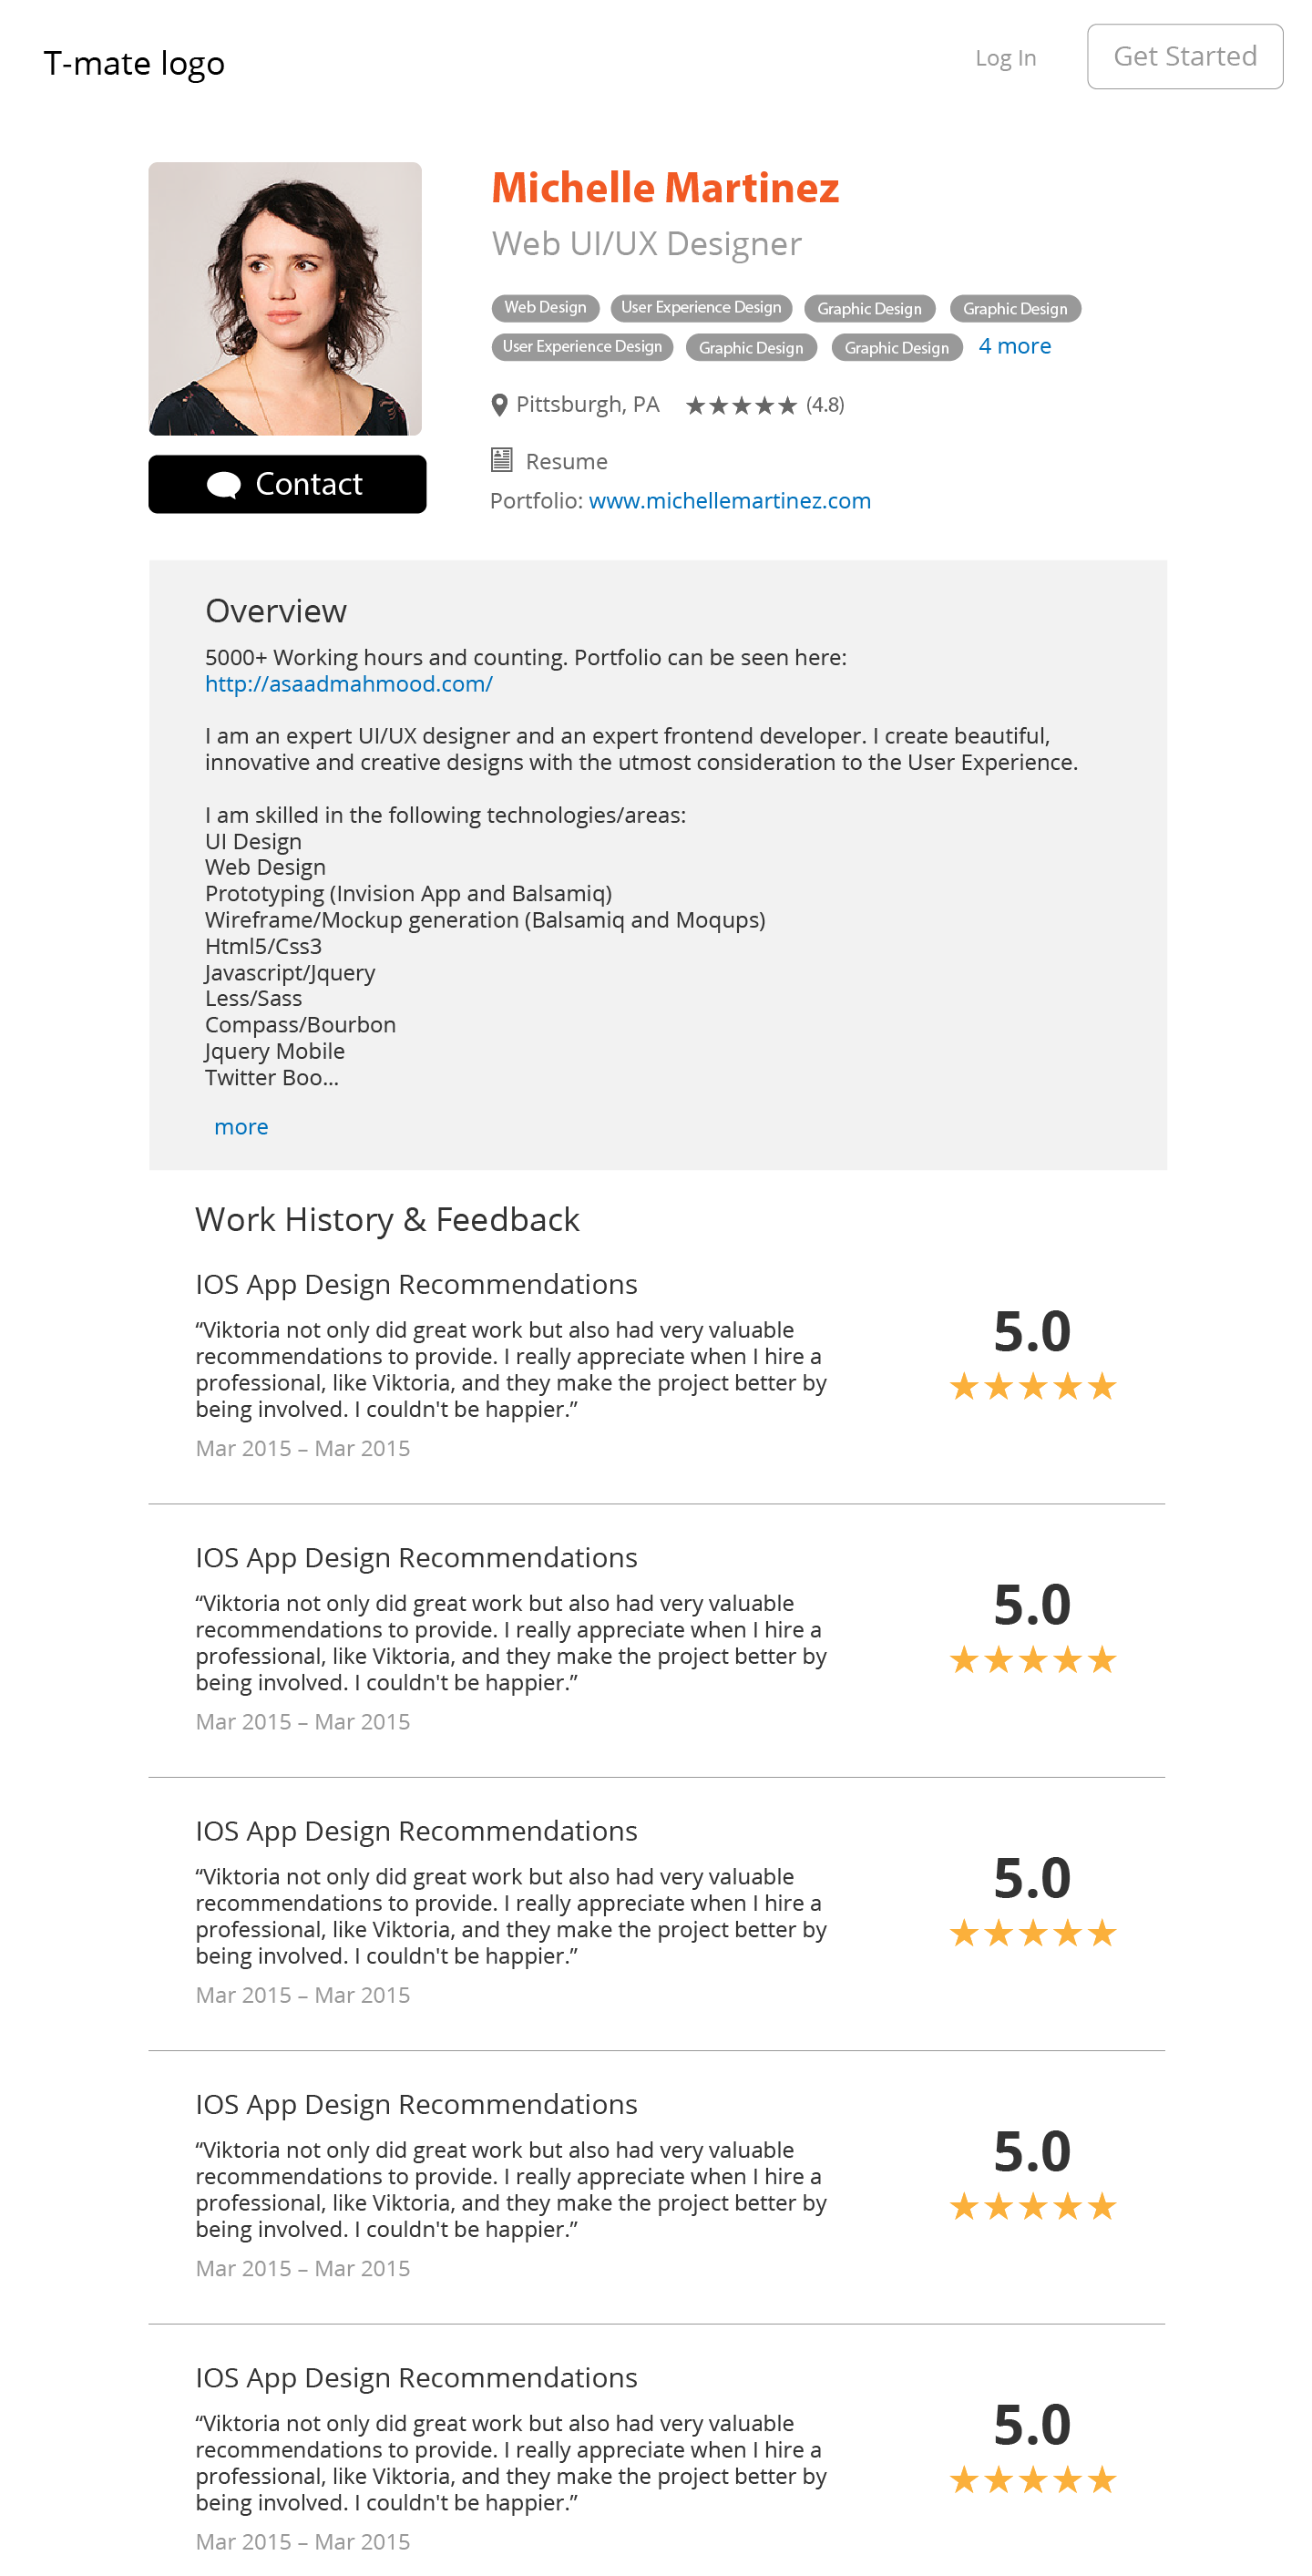 T-mate logo
Log In
Get Started
Michelle Martinez
Web UI/UX Designer
Web Design
User Experience Design
Graphic Design
Graphic Design
User Experience Design
Graphic Design
Graphic Design
4 more
Pittsburgh, PA
(4.8)
Resume
Contact
Portfolio: www.michellemartinez.com
Overview
5000+ Working hours and counting. Portfolio can be seen here:
http://asaadmahmood.com/
I am an expert UI/UX designer and an expert frontend developer. I create beautiful,
innovative and creative designs with the utmost consideration to the User Experience.
I am skilled in the following technologies/areas:
UI Design
Web Design
Prototyping (Invision App and Balsamiq)
Wireframe/Mockup generation (Balsamiq and Moqups)
Html5/Css3
Javascript/Jquery
Less/Sass
Compass/Bourbon
Jquery Mobile
Twitter Boo...
more
Work History & Feedback
IOS App Design Recommendations
“Viktoria not only did great work but also had very valuable
recommendations to provide. I really appreciate when I hire a
professional, like Viktoria, and they make the project better by
being involved. I couldn't be happier.”
Mar 2015 – Mar 2015
5.0
IOS App Design Recommendations
“Viktoria not only did great work but also had very valuable
recommendations to provide. I really appreciate when I hire a
professional, like Viktoria, and they make the project better by
being involved. I couldn't be happier.”
Mar 2015 – Mar 2015
5.0
IOS App Design Recommendations
“Viktoria not only did great work but also had very valuable
recommendations to provide. I really appreciate when I hire a
professional, like Viktoria, and they make the project better by
being involved. I couldn't be happier.”
Mar 2015 – Mar 2015
5.0
IOS App Design Recommendations
“Viktoria not only did great work but also had very valuable
recommendations to provide. I really appreciate when I hire a
professional, like Viktoria, and they make the project better by
being involved. I couldn't be happier.”
Mar 2015 – Mar 2015
5.0
IOS App Design Recommendations
“Viktoria not only did great work but also had very valuable
recommendations to provide. I really appreciate when I hire a
professional, like Viktoria, and they make the project better by
being involved. I couldn't be happier.”
Mar 2015 – Mar 2015
5.0